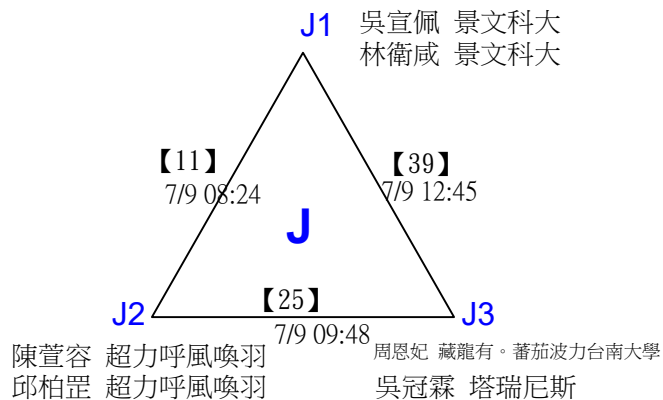 J1
吳宣佩 景文科大
林衛咸 景文科大
【11】
7/9 08:24
【39】
7/9 12:45
J
【25】
7/9 09:48
J2
J3
陳萱容 超力呼風喚羽
邱柏罡 超力呼風喚羽
周恩妃 藏龍有。蕃茄波力台南大學
吳冠霖 塔瑞尼斯